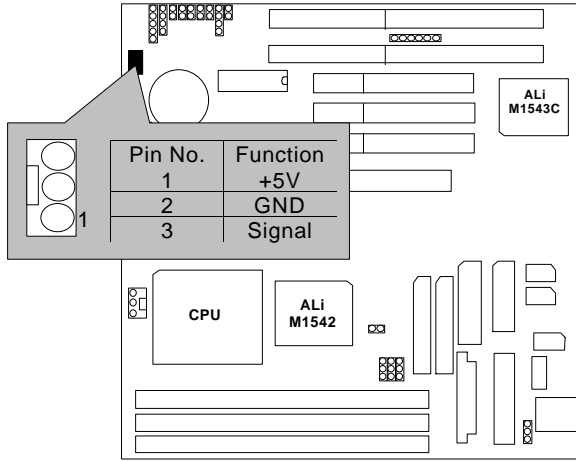 ALi
M1543C
Pin No. Function
1 +5V
2 GND
3 Signal
1
CPU
ALi
M1542